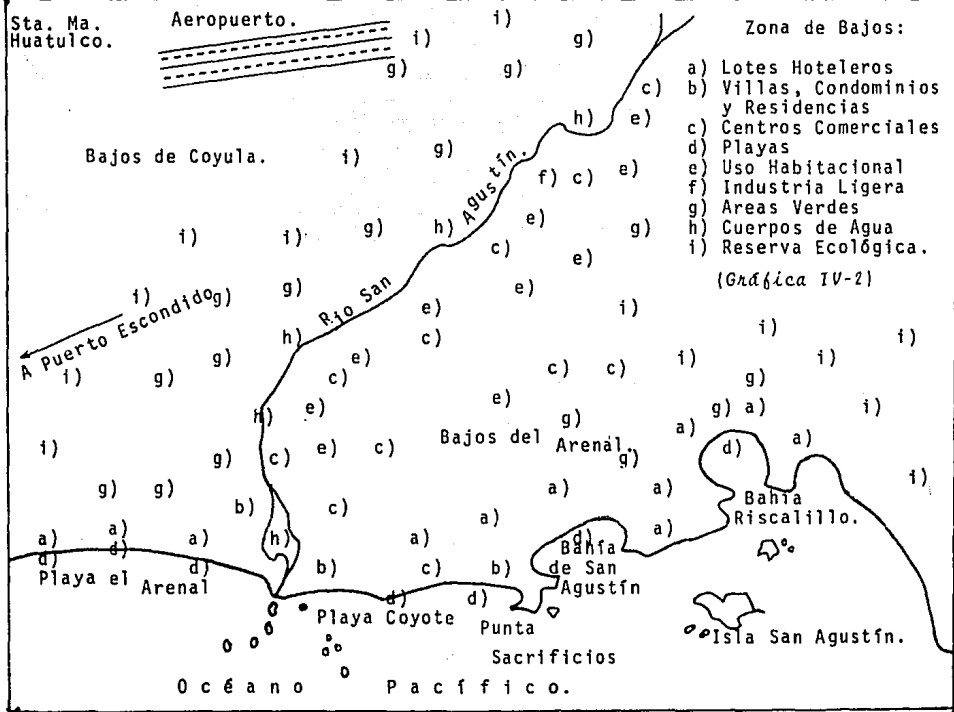 Sta. Ma.
Huatulco.
Aeropuerto.
i)
i)
g)
g)
g)
Zona de Bajos:
a) Lotes Hoteleros
b) Villas, Condominios
y Residencias
c) Centros Comerciales
d) Playas
e) Uso Habitacional
f) Industria Ligera
g) Areas Verdes
h) Cuerpos de Agua
i) Reserva Ecológica.
(Gráfica IV-2)
c)
h)
e)
Bajos de Coyula.
i)
g)
f)
c)
e)
Rio San Agustín.
i)
i)
g)
h)
e)
g)
c)
e)
i)
g)
g)
e)
e)
i)
A Puerto Escondido
h)
c)
i)
i)
g)
e)
i)
i)
i)
g)
c)
c)
c)
g)
h)
e)
e)
g)
g)
a)
i)
i)
g)
c)
e)
c)
Bajos del Arenal.
a)
d)
a)
g)
g)
g)
a)
a)
i)
b)
c)
a)
Bahía
Riscalillo.
a)
a)
a)
h)
a)
d)
a)
d)
d)
d)
b)
c)
b)
Bahía
de San
Agustín
Playa el Arenal
d)
d)
Playa Coyote
Punta
Sacrificios
Isla San Agustín.
Océano Pacífico.